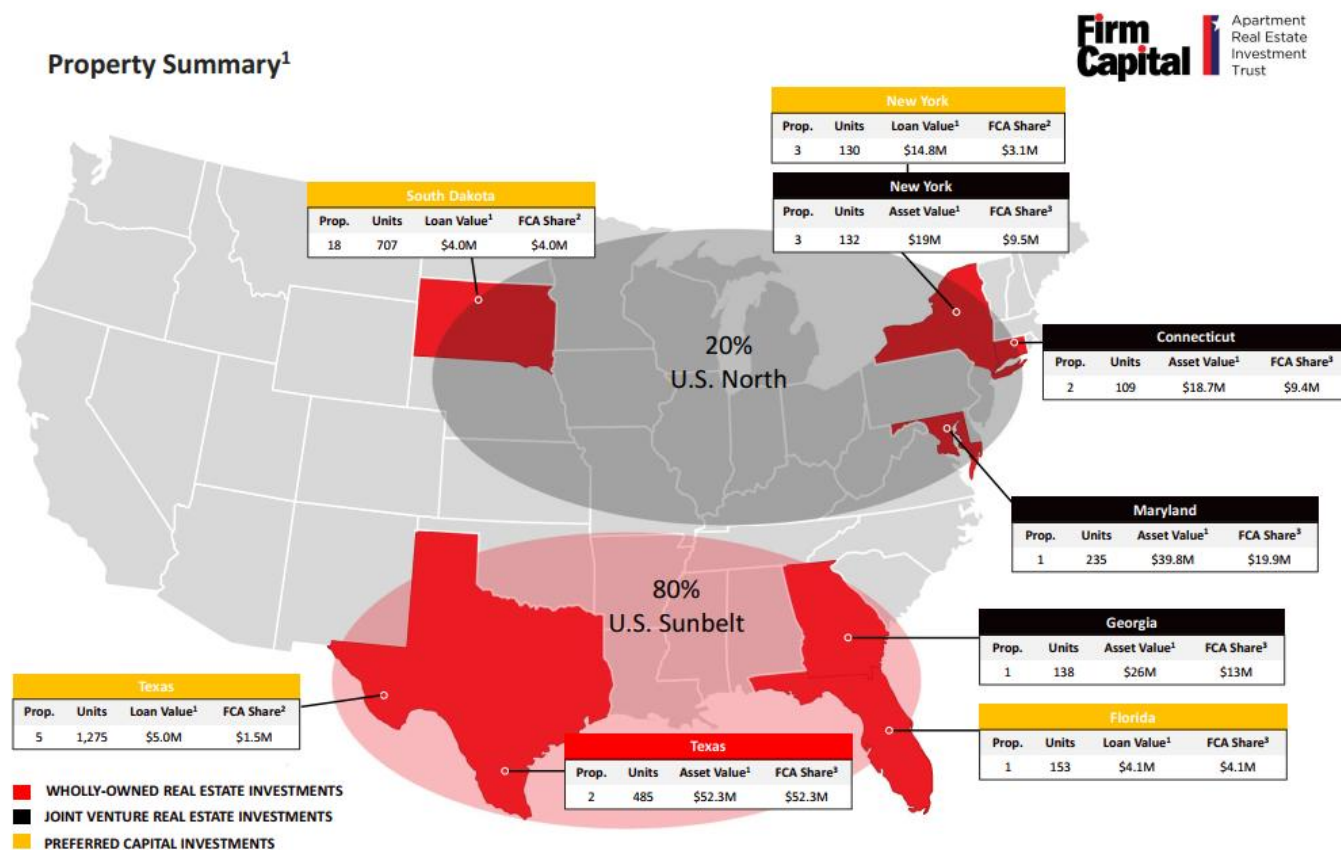 Property Summary1
Firm
Capital
Apartment
Real Estate
Investment
Trust
New York
Prop. Units Loan Value1 FCA Share2
3 130 $14.8M $3.1M
New York
Prop. Units Asset Value1 FCA Share3
3 132 $19M $9.5M
South Dakota
Prop. Units Loan Value1 FCA Share2
18 707 $4.0M $4.0M
20%
U.S. North
Connecticut
Prop. Units Asset Value1 FCA Share3
2 109 $18.7M $9.4M
Maryland
Prop. Units Asset Value1 FCA Share3
1 235 $39.8M $19.9M
80%
U.S. Sunbelt
Georgia
Prop. Units Asset Value1 FCA Share3
1 138 $26M $13M
Texas
Prop. Units Loan Value1 FCA Share2
5 1,275 $5.0M $1.5M
Florida
Prop. Units Loan Value1 FCA Share3
1 153 $4.1M $4.1M
Texas
Prop. Units Asset Value1 FCA Share3
2 485 $52.3M $52.3M
WHOLLY-OWNED REAL ESTATE INVESTMENTS
JOINT VENTURE REAL ESTATE INVESTMENTS
PREFERRED CAPITAL INVESTMENTS